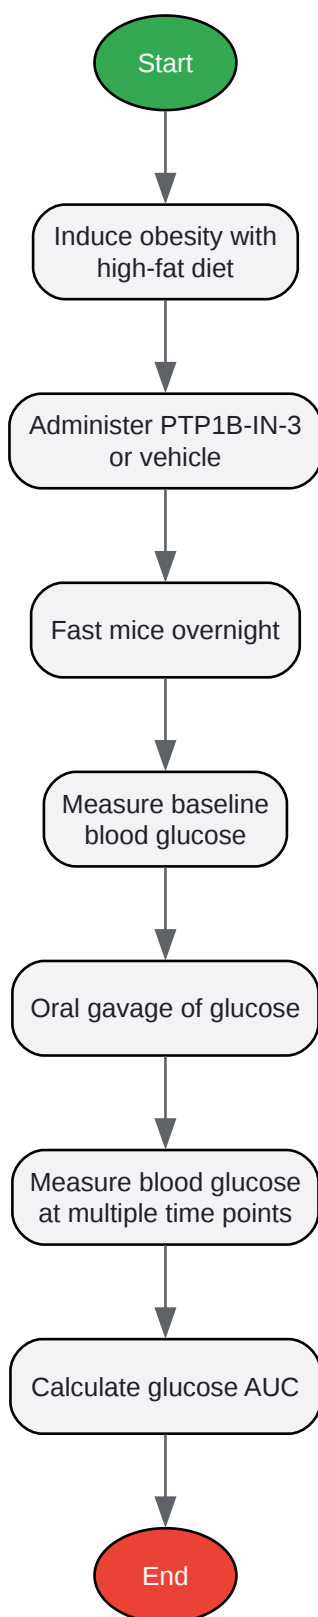 Start
Induce obesity with
high-fat diet
Administer PTP1B-IN-3
or vehicle
Fast mice overnight
Measure baseline
blood glucose
Oral gavage of glucose
Measure blood glucose
at multiple time points
Calculate glucose AUC
End